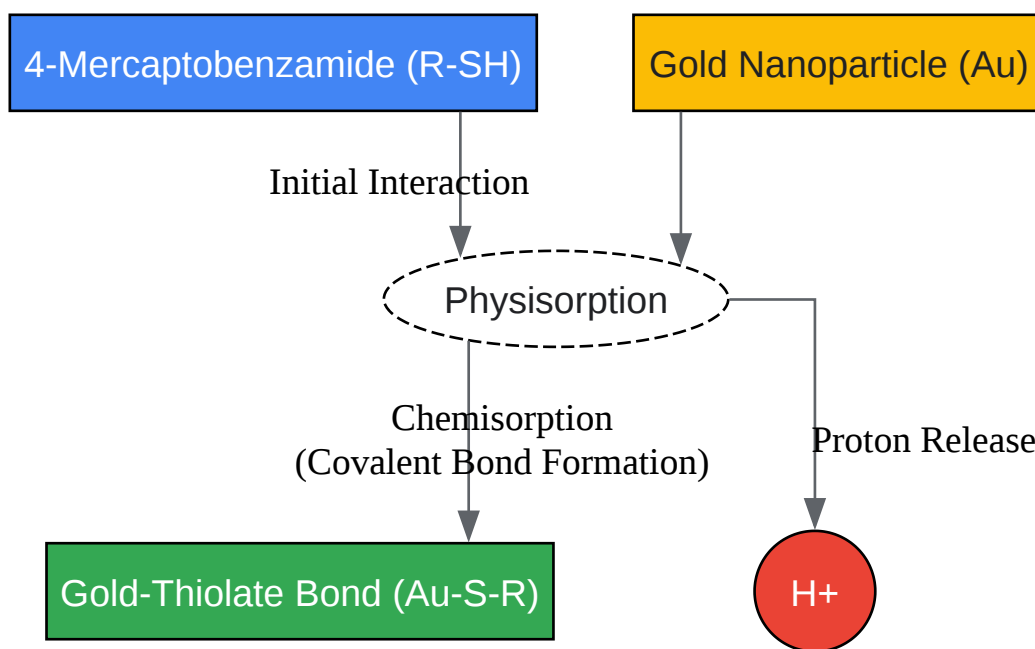 4-Mercaptobenzamide (R-SH)
Gold Nanoparticle (Au)
Initial Interaction
Physisorption
Chemisorption
(Covalent Bond Formation)
Proton Release
Gold-Thiolate Bond (Au-S-R)
H+